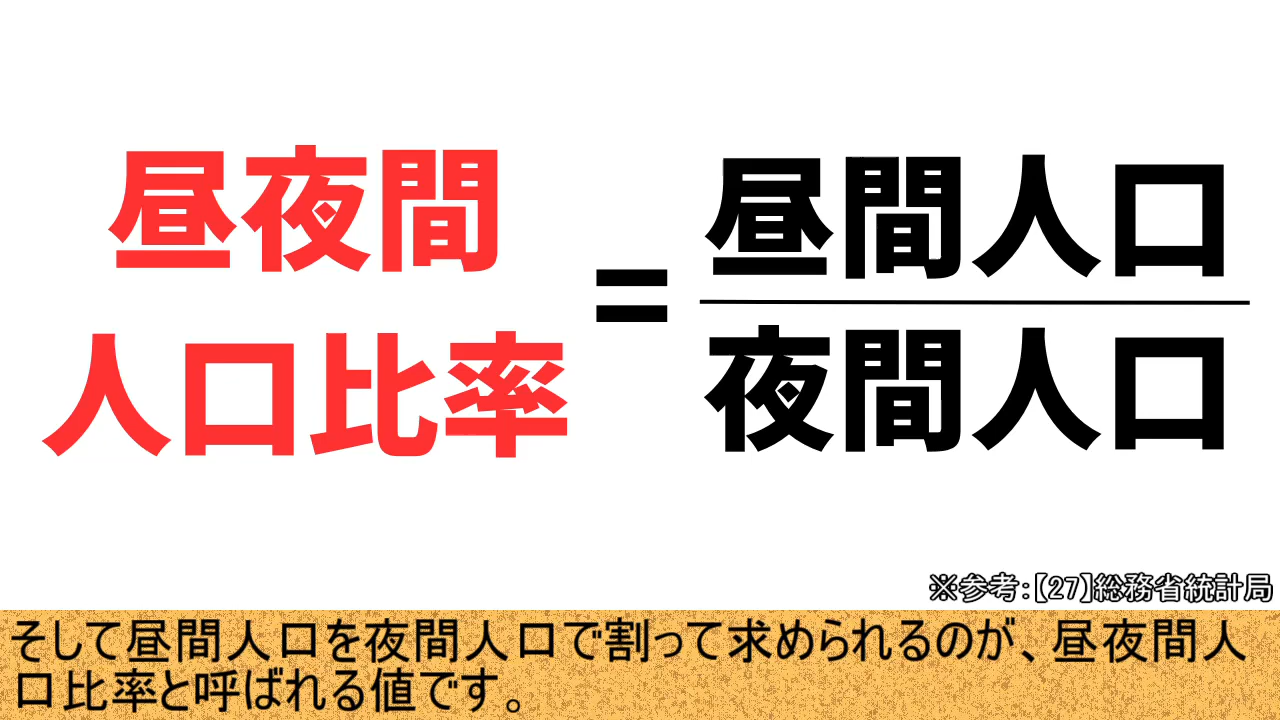 昼夜間
人口比率
=
昼間人口
夜間人口
※参考:【27】総務省統計局
そして昼間人口を夜間人口で割って求められるのが、昼夜間人
口比率と呼ばれる値です。